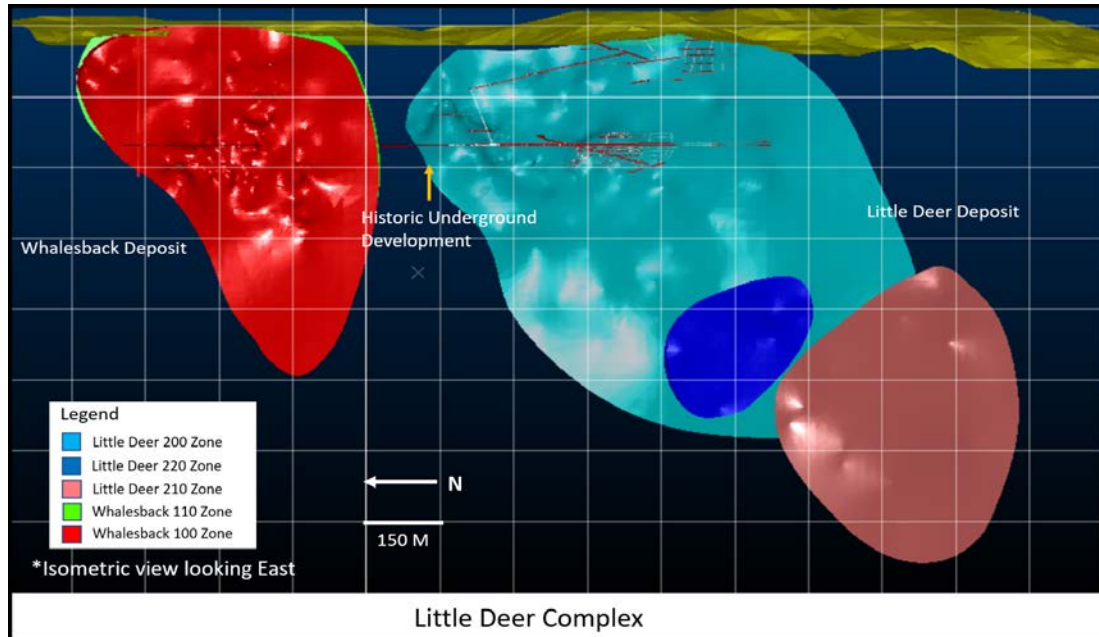 Historic Underground
Development
Little Deer Deposit
Whalesback Deposit
Legend
Little Deer 200 Zone
Little Deer 220 Zone
Little Deer 210 Zone
Whalesback 110 Zone
Whalesback 100 Zone
N
150 M
*Isometric view looking East
Little Deer Complex